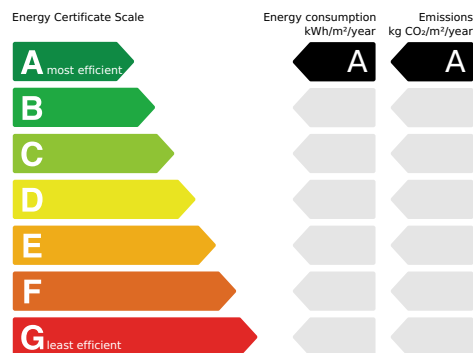 Energy Certificate Scale
Energy consumption
kWh/m²/year
Emissions
kg CO₂/m²/year
A most efficient
A
A
B
C
D
E
F
G least efficient